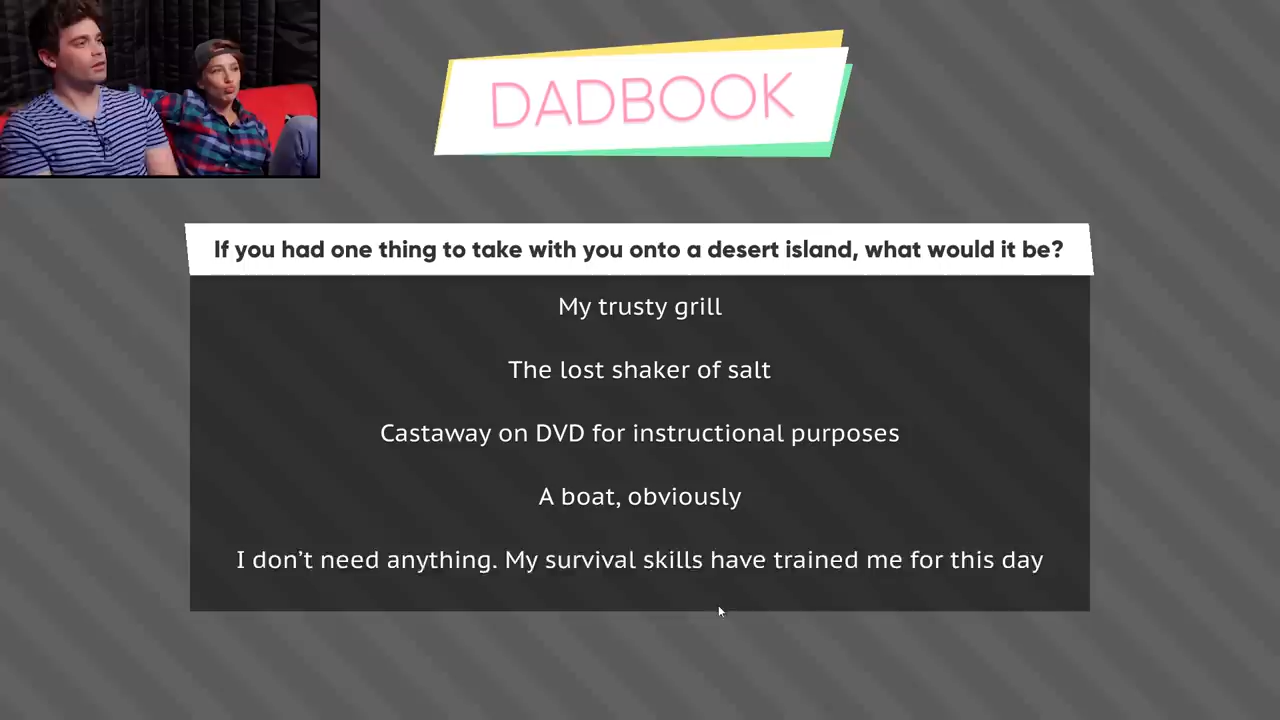 DADBOOK
If you had one thing to take with you onto a desert island, what would it be?
My trusty grill
The lost shaker of salt
Castaway on DVD for instructional purposes
A boat, obviously
I don’t need anything. My survival skills have trained me for this day